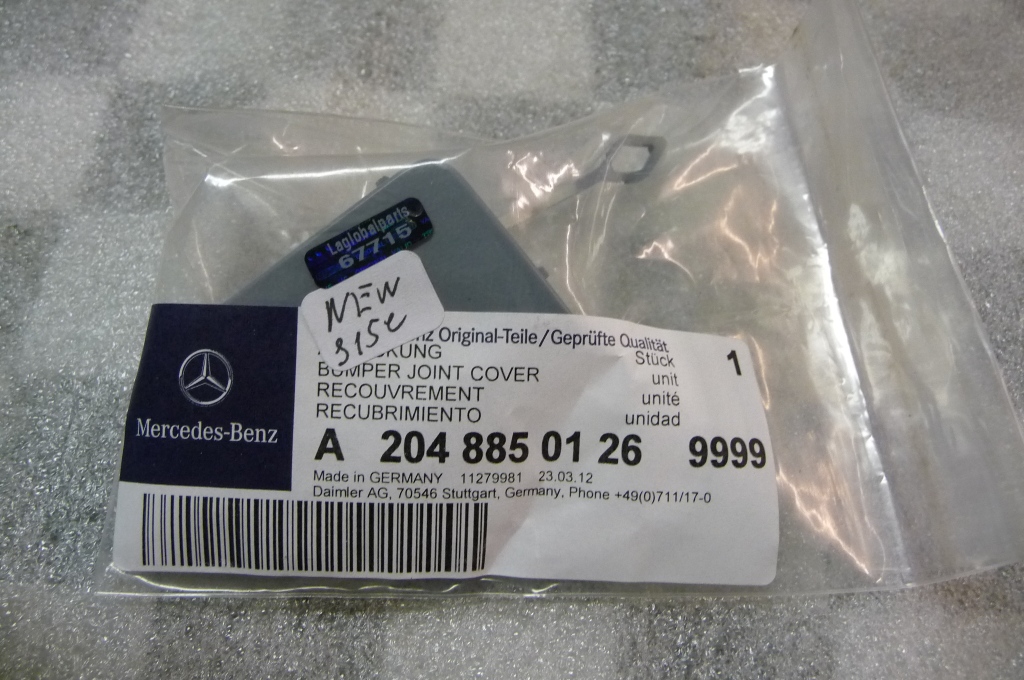 Laglobalparts
67715
NEW
315e
Original-Teile/Geprüfte Qualität
Stück 1
BUMPER JOINT COVER unit
RECOUVREMENT unité
RECUBRIMIENTO unidad
Mercedes-Benz
A 204 885 01 26 9999
Made in GERMANY 11279981 23.03.12
Daimler AG, 70546 Stuttgart, Germany, Phone +49(0)711/17-0